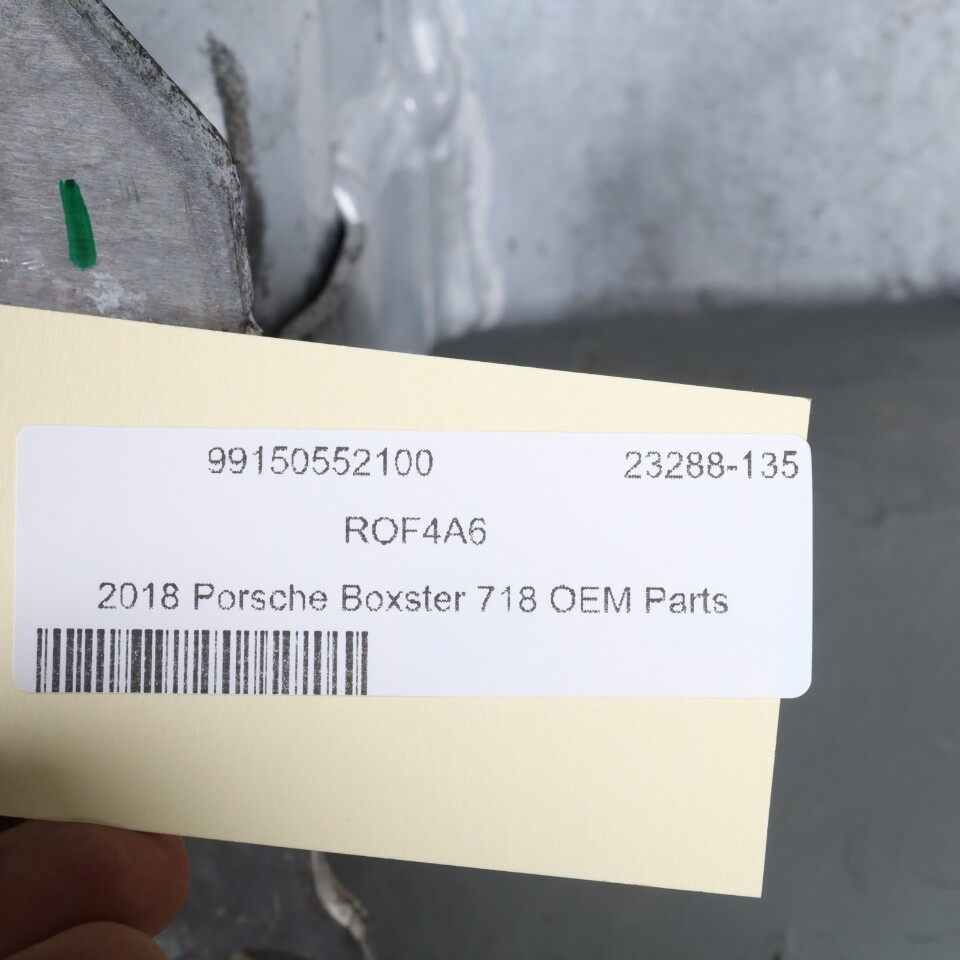 99150552100 23288-135
ROF4A6
2018 Porsche Boxster 718 OEM Parts